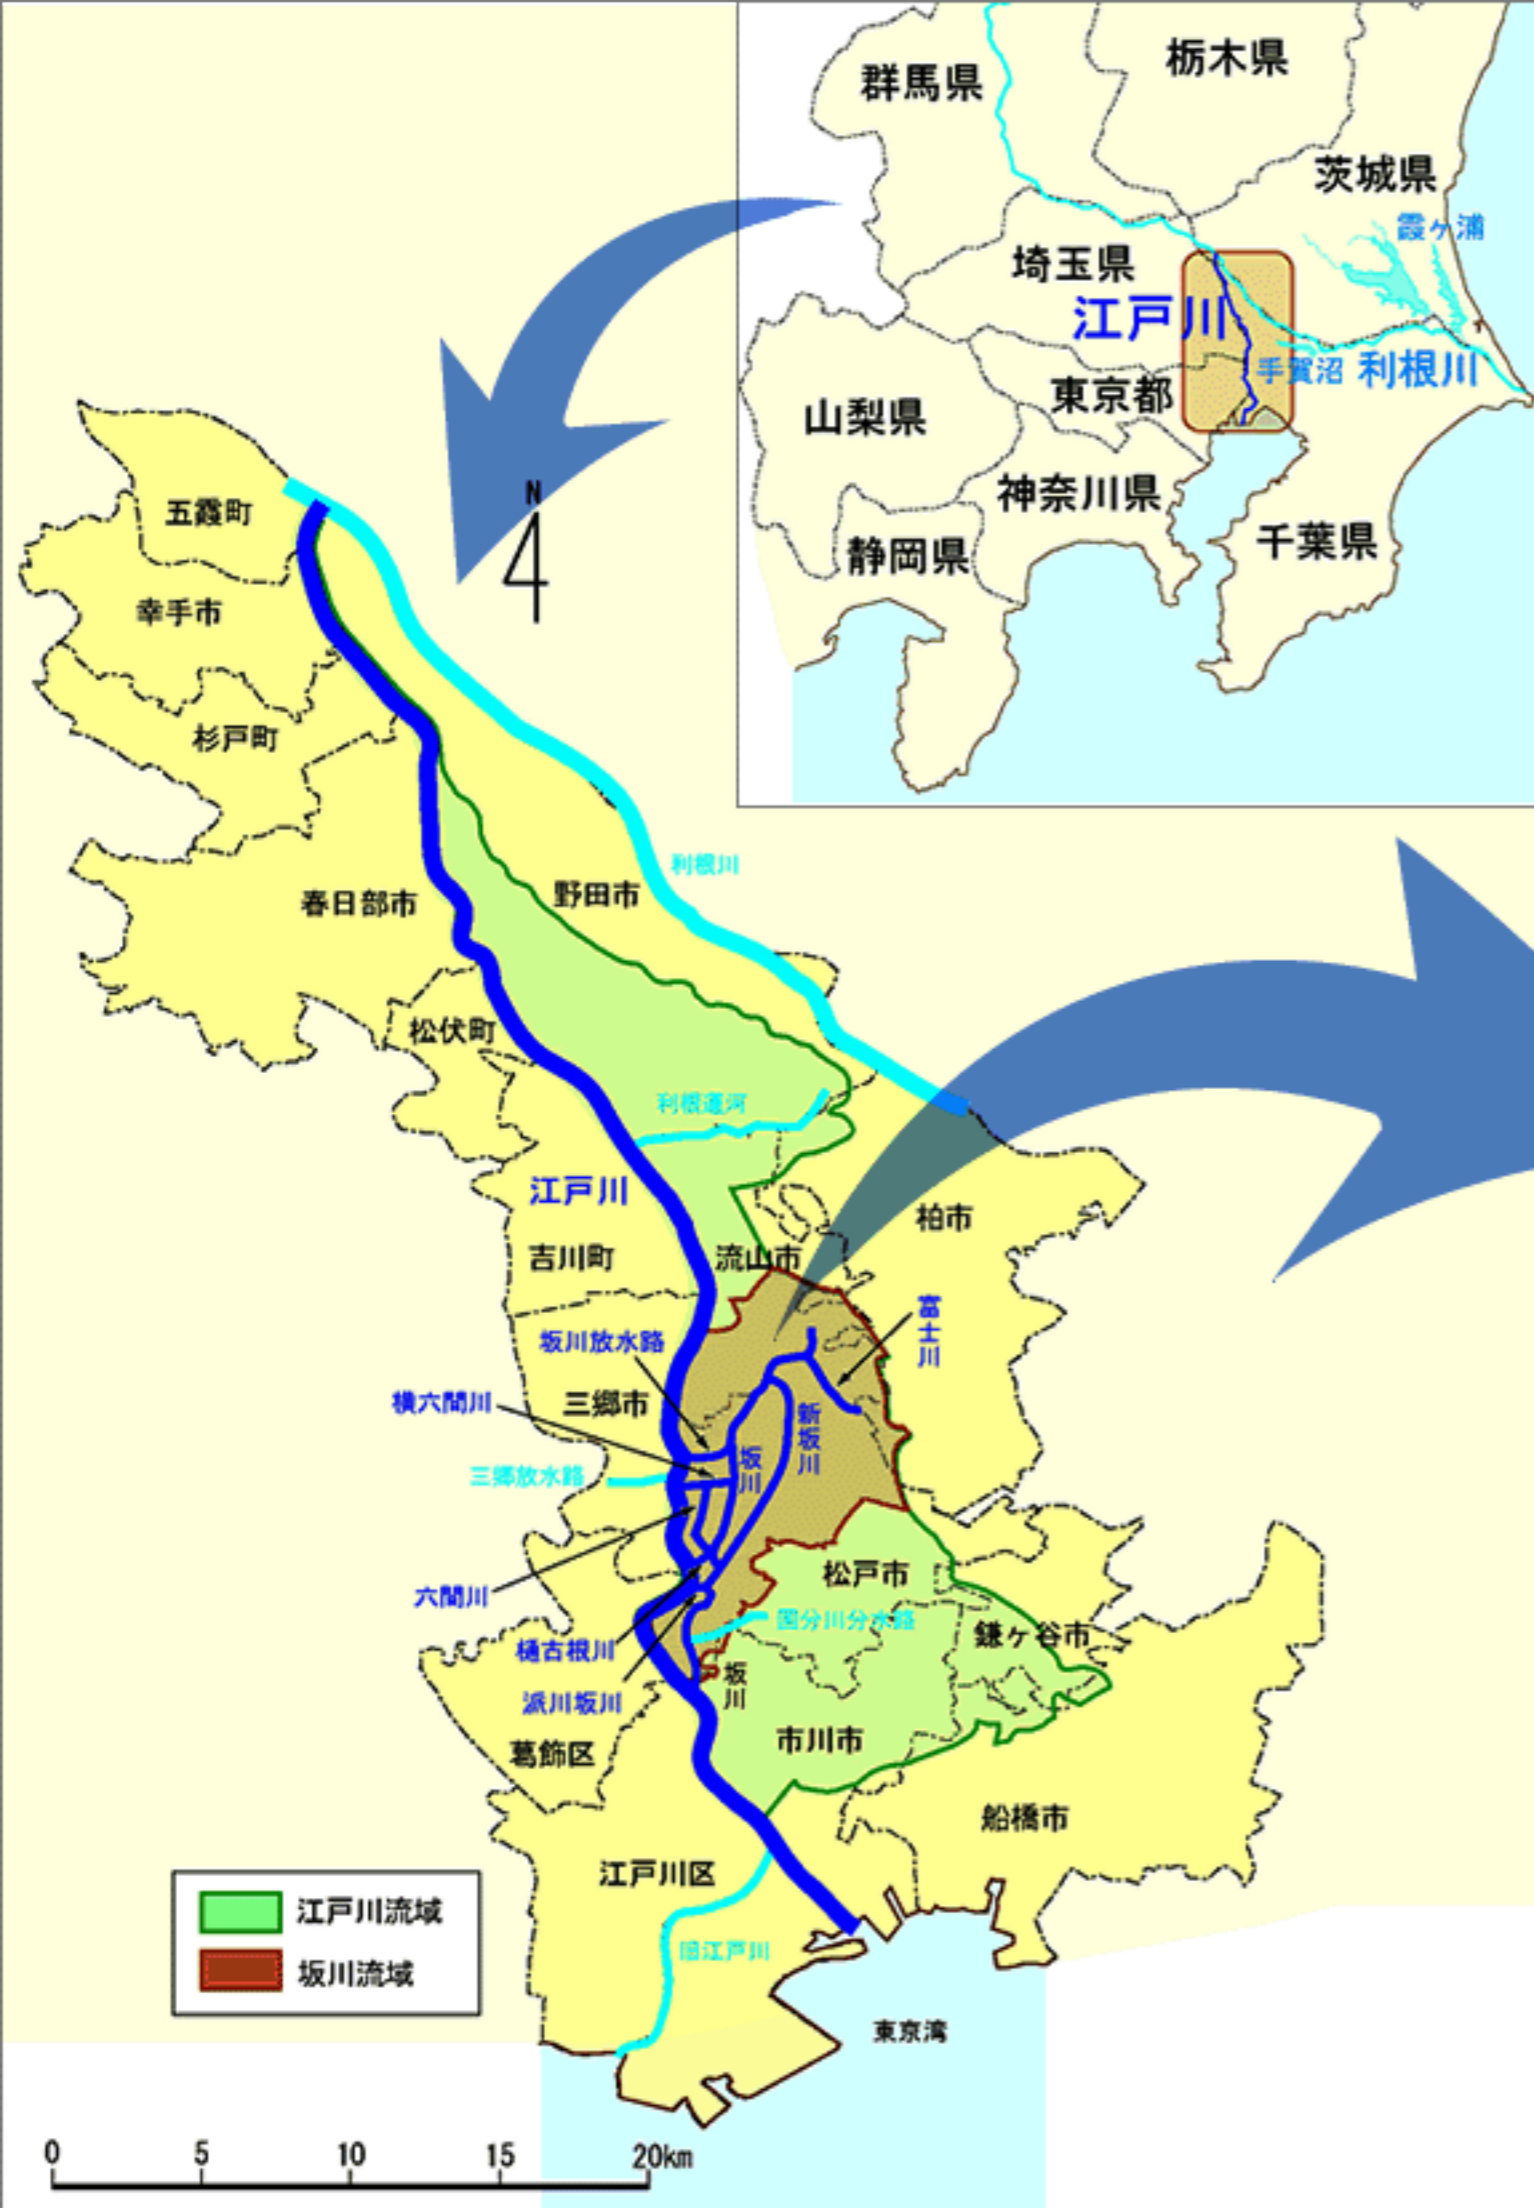 群馬県
栃木県
茨城県
霞ヶ浦
埼玉県
江戸川
手賀沼
利根川
東京都
山梨県
神奈川県
千葉県
静岡県
N
五霞町
幸手市
杉戸町
利根川
野田市
春日部市
松伏町
利根運河
江戸川
柏市
吉川町
流山市
富士川
坂川放水路
横六間川
三郷市
新坂川
坂川
三郷放水路
松戸市
六間川
国分川分水路
鎌ヶ谷市
樋古根川
坂川
派川坂川
市川市
葛飾区
船橋市
江戸川区
江戸川流域
旧江戸川
坂川流域
東京湾
0 5 10 15 20km